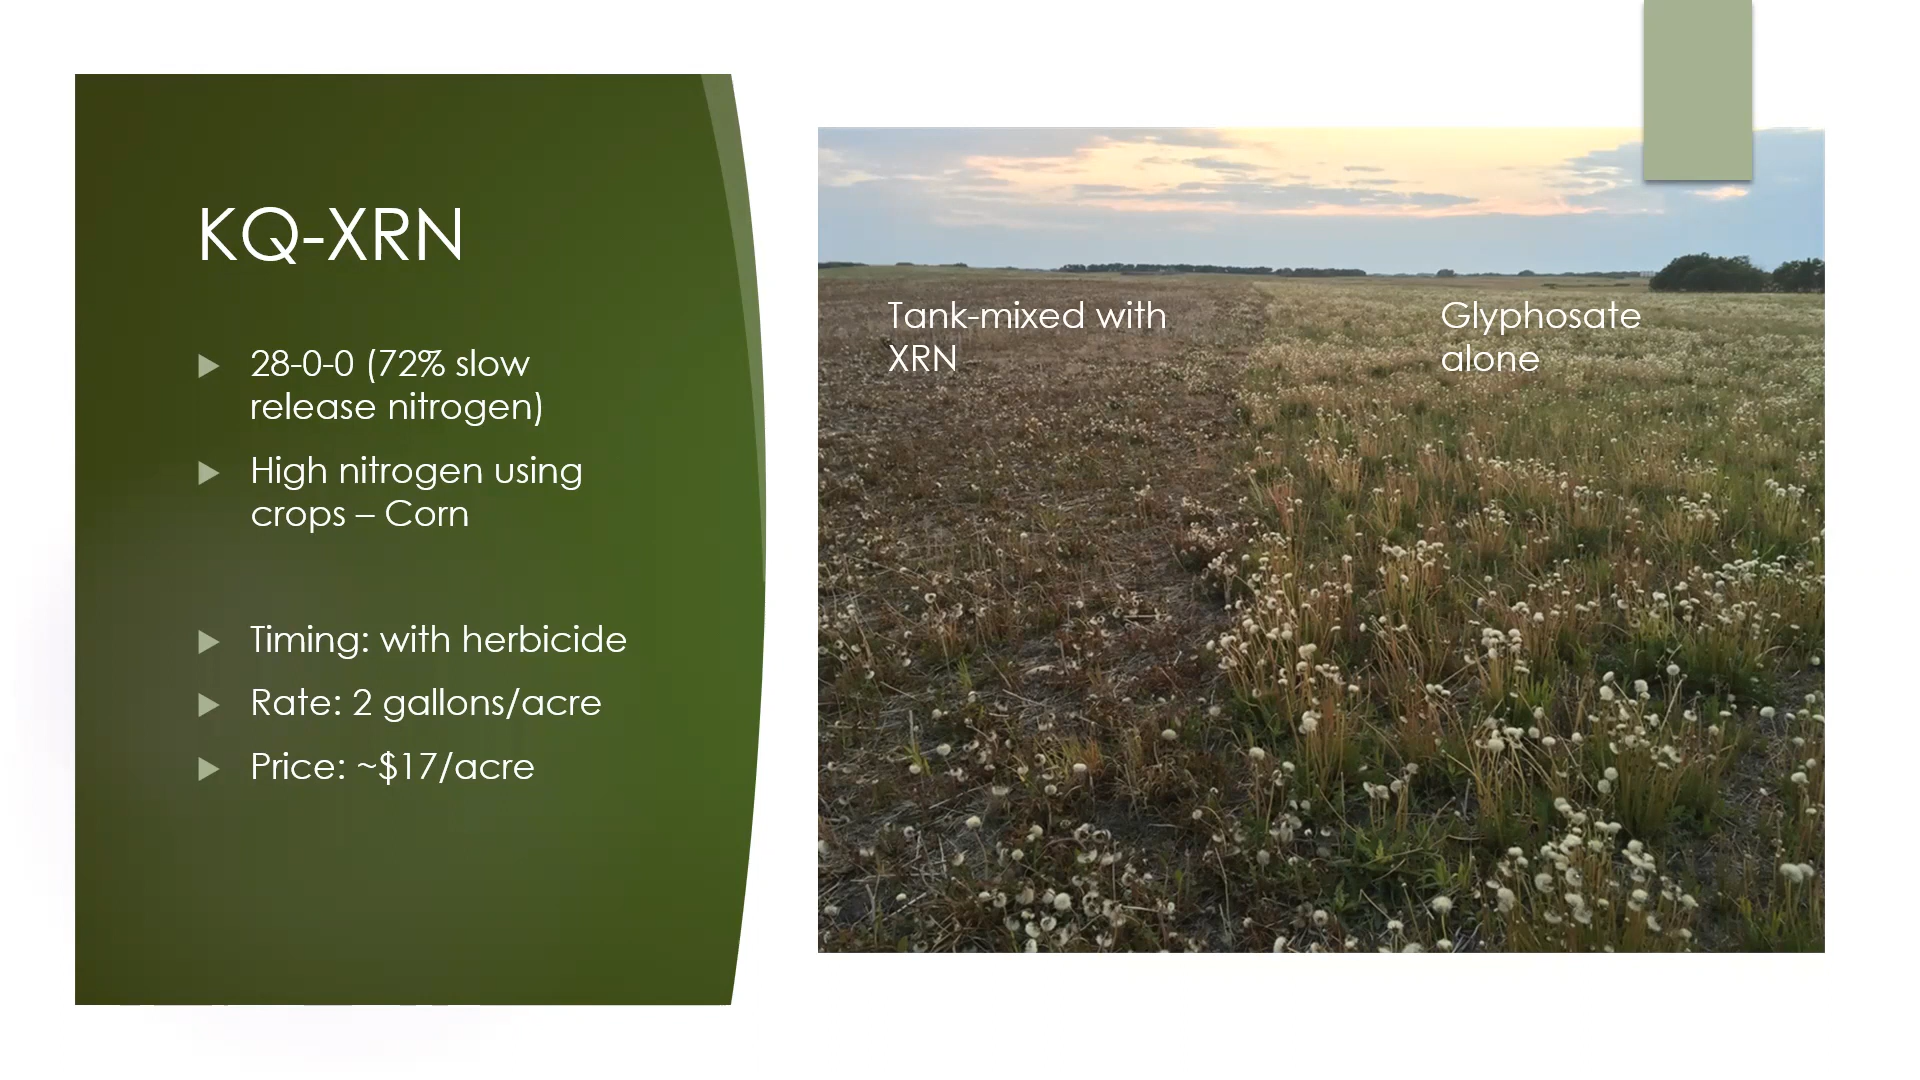 KQ-XRN
28-0-0 (72% slow
release nitrogen)
High nitrogen using
crops – Corn
Timing: with herbicide
Rate: 2 gallons/acre
Price: ~$17/acre
Tank-mixed with
XRN
Glyphosate
alone